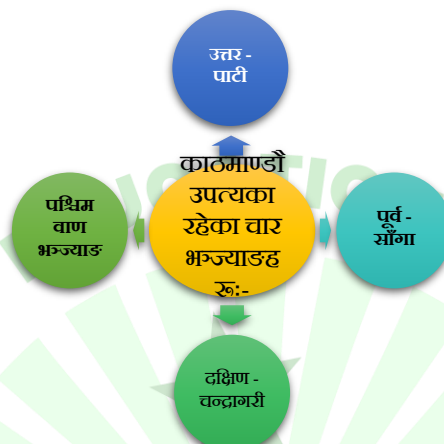 उत्तर -
पाटी
काठमाण्डौ
उपत्यका
रहेका चार
भञ्ज्याङह
रू:-
पश्चिम
वाण
भञ्ज्याङ
पूर्व -
साँगा
दक्षिण -
चन्द्रागरी